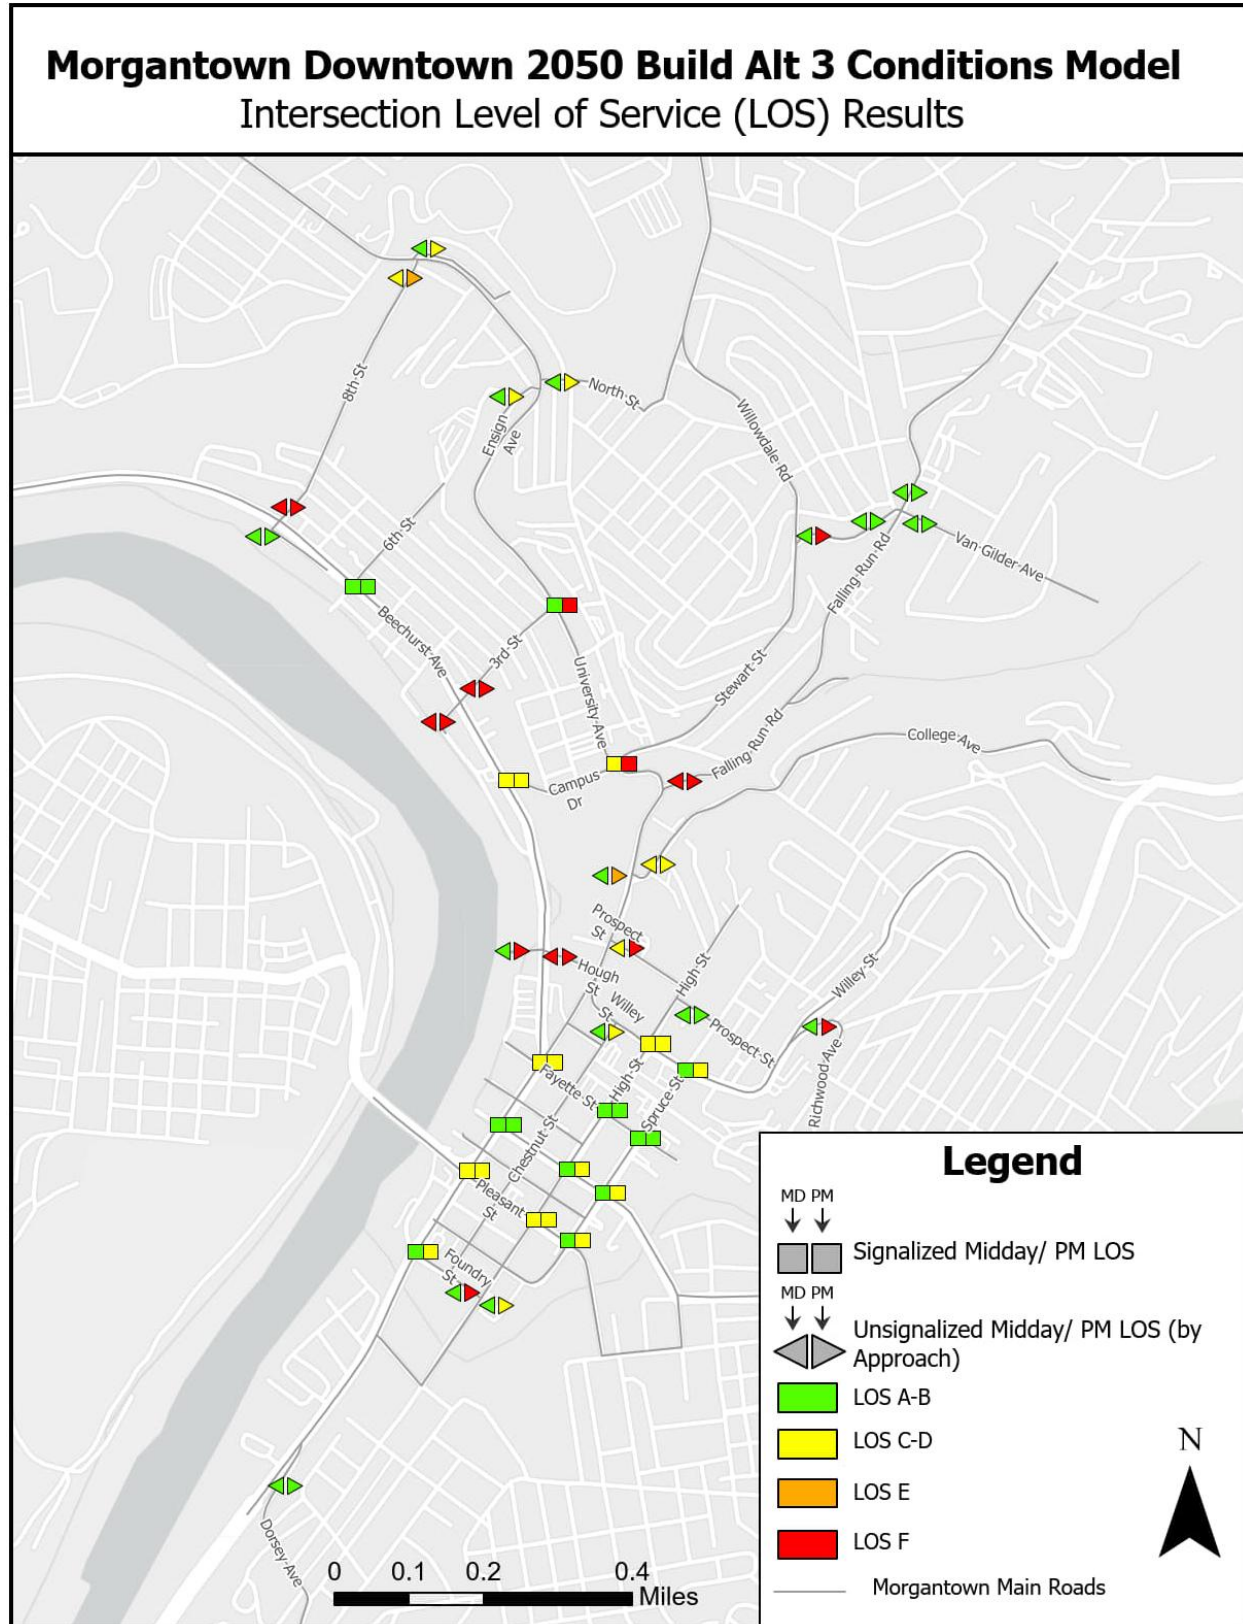 Morgantown Downtown 2050 Build Alt 3 Conditions Model
Intersection Level of Service (LOS) Results
8th St
North St
Ensign
Ave
Willowdale Rd
6th St
Van Gilder Ave
Falling Run Rd
Beechurst Ave
3rd St
University Ave
Stewart St
Falling Run Rd
College Ave
Campus
Dr
Prospect
St
High St
Hough
St
Willey
St
Willey St
Prospect St
Richwood Ave
Fayette St
High St
Spruce St
Chestnut St
Pleasant
St
Foundry
St
Dorsey Ave
Legend
MD PM
Signalized Midday/ PM LOS
MD PM
Unsignalized Midday/ PM LOS (by
Approach)
LOS A-B
LOS C-D
LOS E
LOS F
Morgantown Main Roads
N
0 0.1 0.2 0.4
Miles